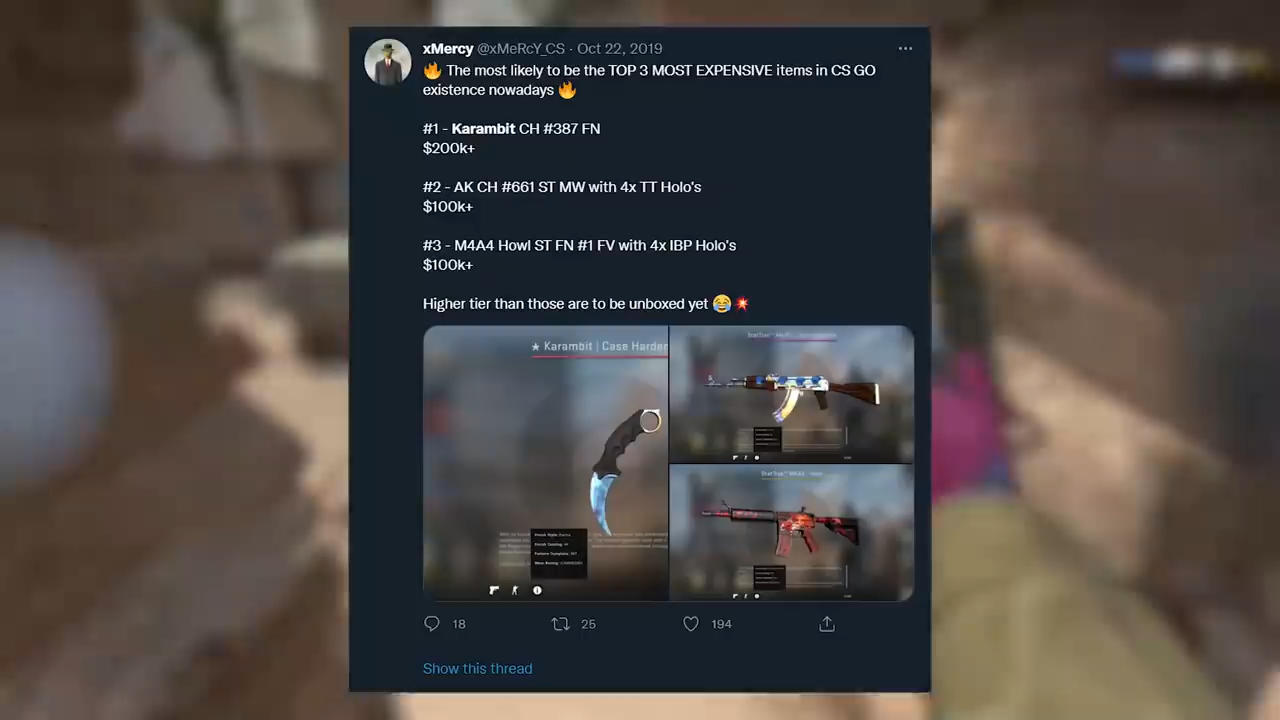 xMercy @xMeRcY_CS · Oct 22, 2019
🔥 The most likely to be the TOP 3 MOST EXPENSIVE items in CS GO
existence nowadays 🔥
#1 - Karambit CH #387 FN
$200k+
#2 - AK CH #661 ST MW with 4x TT Holo's
$100k+
#3 - M4A4 Howl ST FN #1 FV with 4x IBP Holo's
$100k+
Higher tier than those are to be unboxed yet 😂💥
★ Karambit | Case Harder
18 25 194
Show this thread